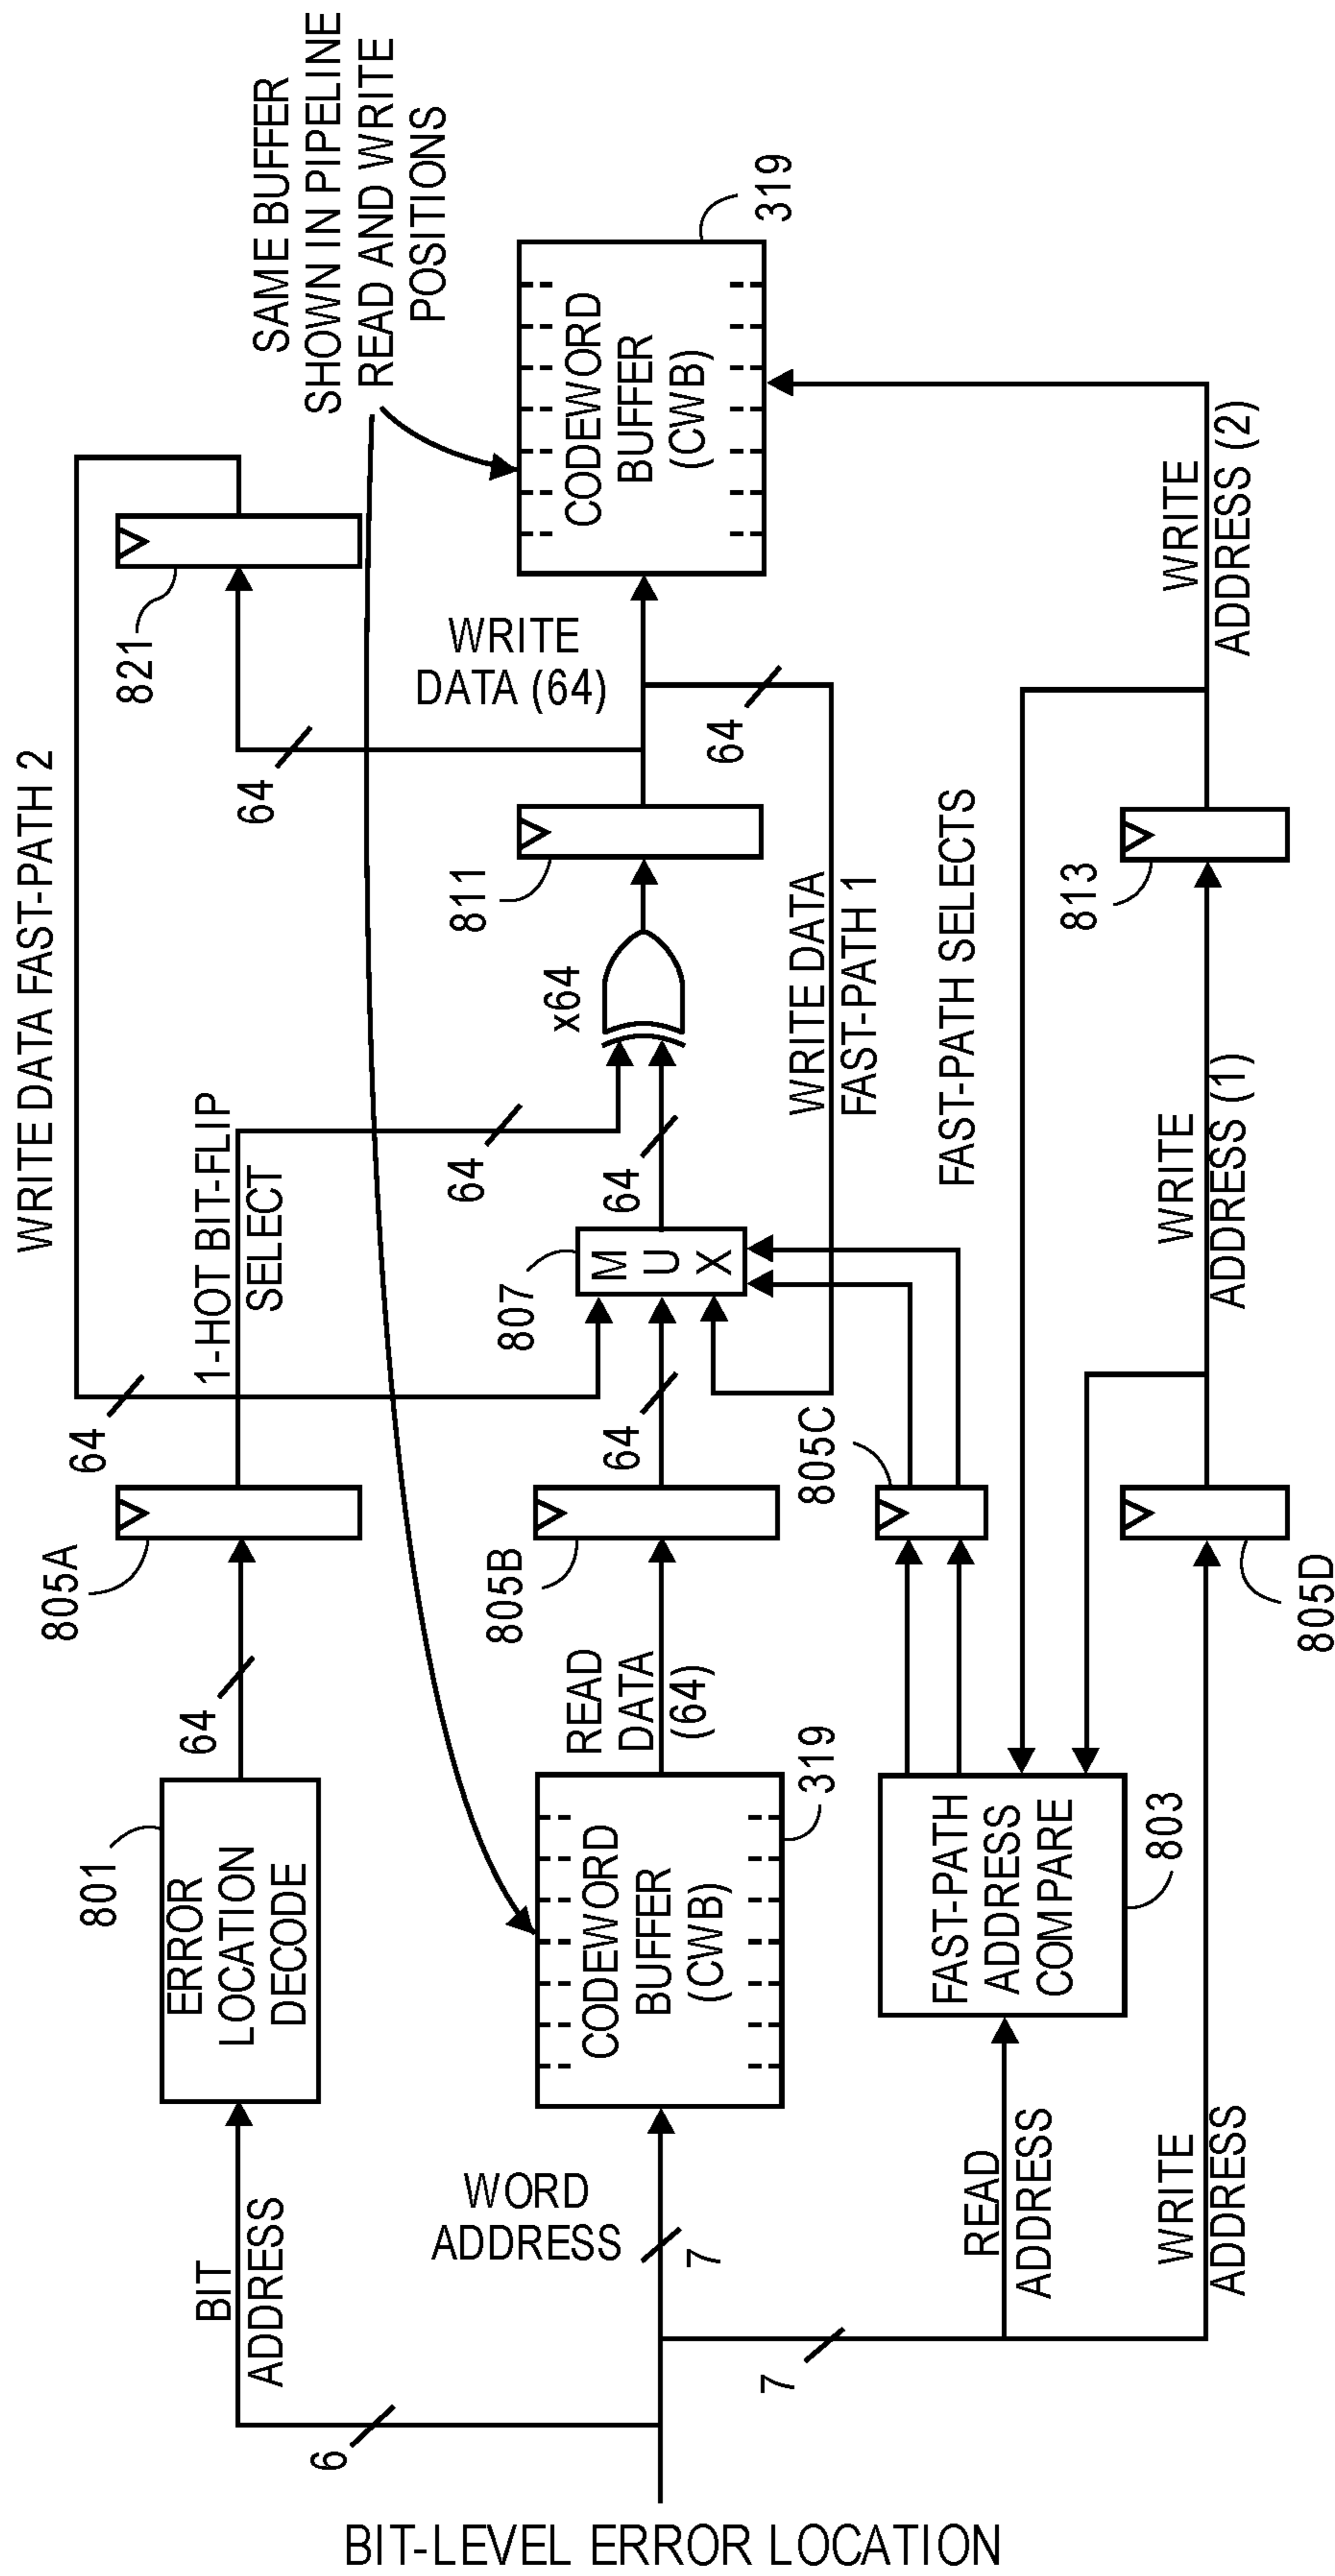 BIT-LEVEL ERROR LOCATION
6
BIT
ADDRESS
7
WORD
ADDRESS
7
READ
ADDRESS
WRITE
ADDRESS
801
ERROR
LOCATION
DECODE
64
CODEWORD
BUFFER
(CWB)
319
READ
DATA
(64)
FAST-PATH
ADDRESS
COMPARE
803
805A
805B
805C
805D
64
1-HOT BIT-FLIP
SELECT
64
64
807
MUX
64
WRITE DATA FAST-PATH 2
x64
WRITE DATA
FAST-PATH 1
FAST-PATH SELECTS
WRITE
ADDRESS (1)
811
813
64
821
WRITE
DATA (64)
64
WRITE
ADDRESS (2)
CODEWORD
BUFFER
(CWB)
319
SAME BUFFER
SHOWN IN PIPELINE
READ AND WRITE
POSITIONS